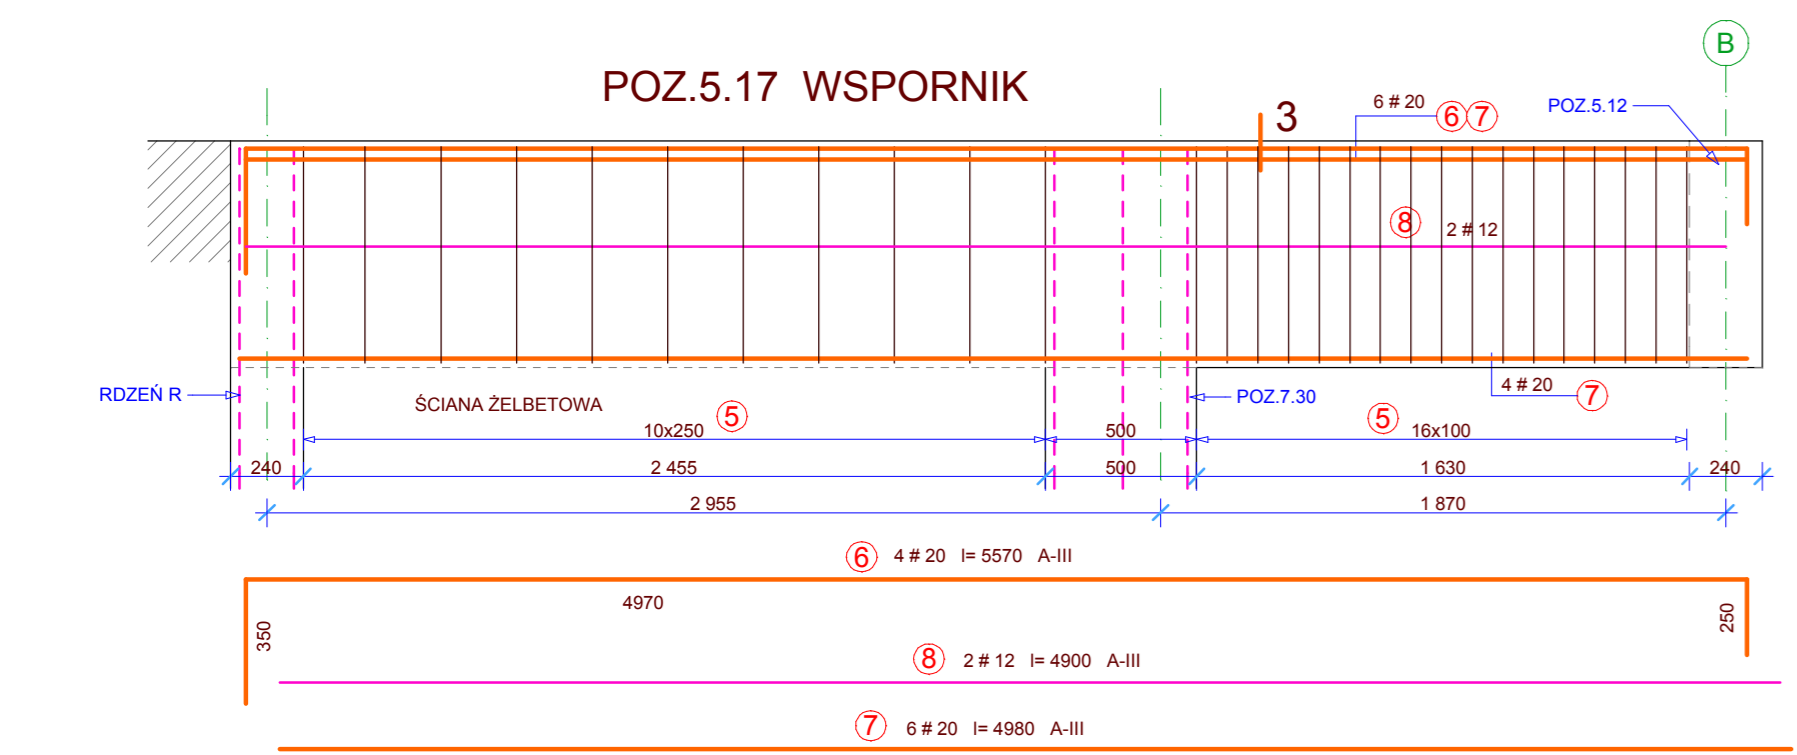 B
POZ.5.17 WSPORNIK
3
6 # 20
6 7
POZ.5.12
8
2 # 12
RDZEŃ R
ŚCIANA ŻELBETOWA
5
POZ.7.30
4 # 20
7
5
10x250
500
16x100
240
2 455
500
1 630
240
2 955
1 870
6 4 # 20 l= 5570 A-III
4970
350
250
8 2 # 12 l= 4900 A-III
7 6 # 20 l= 4980 A-III